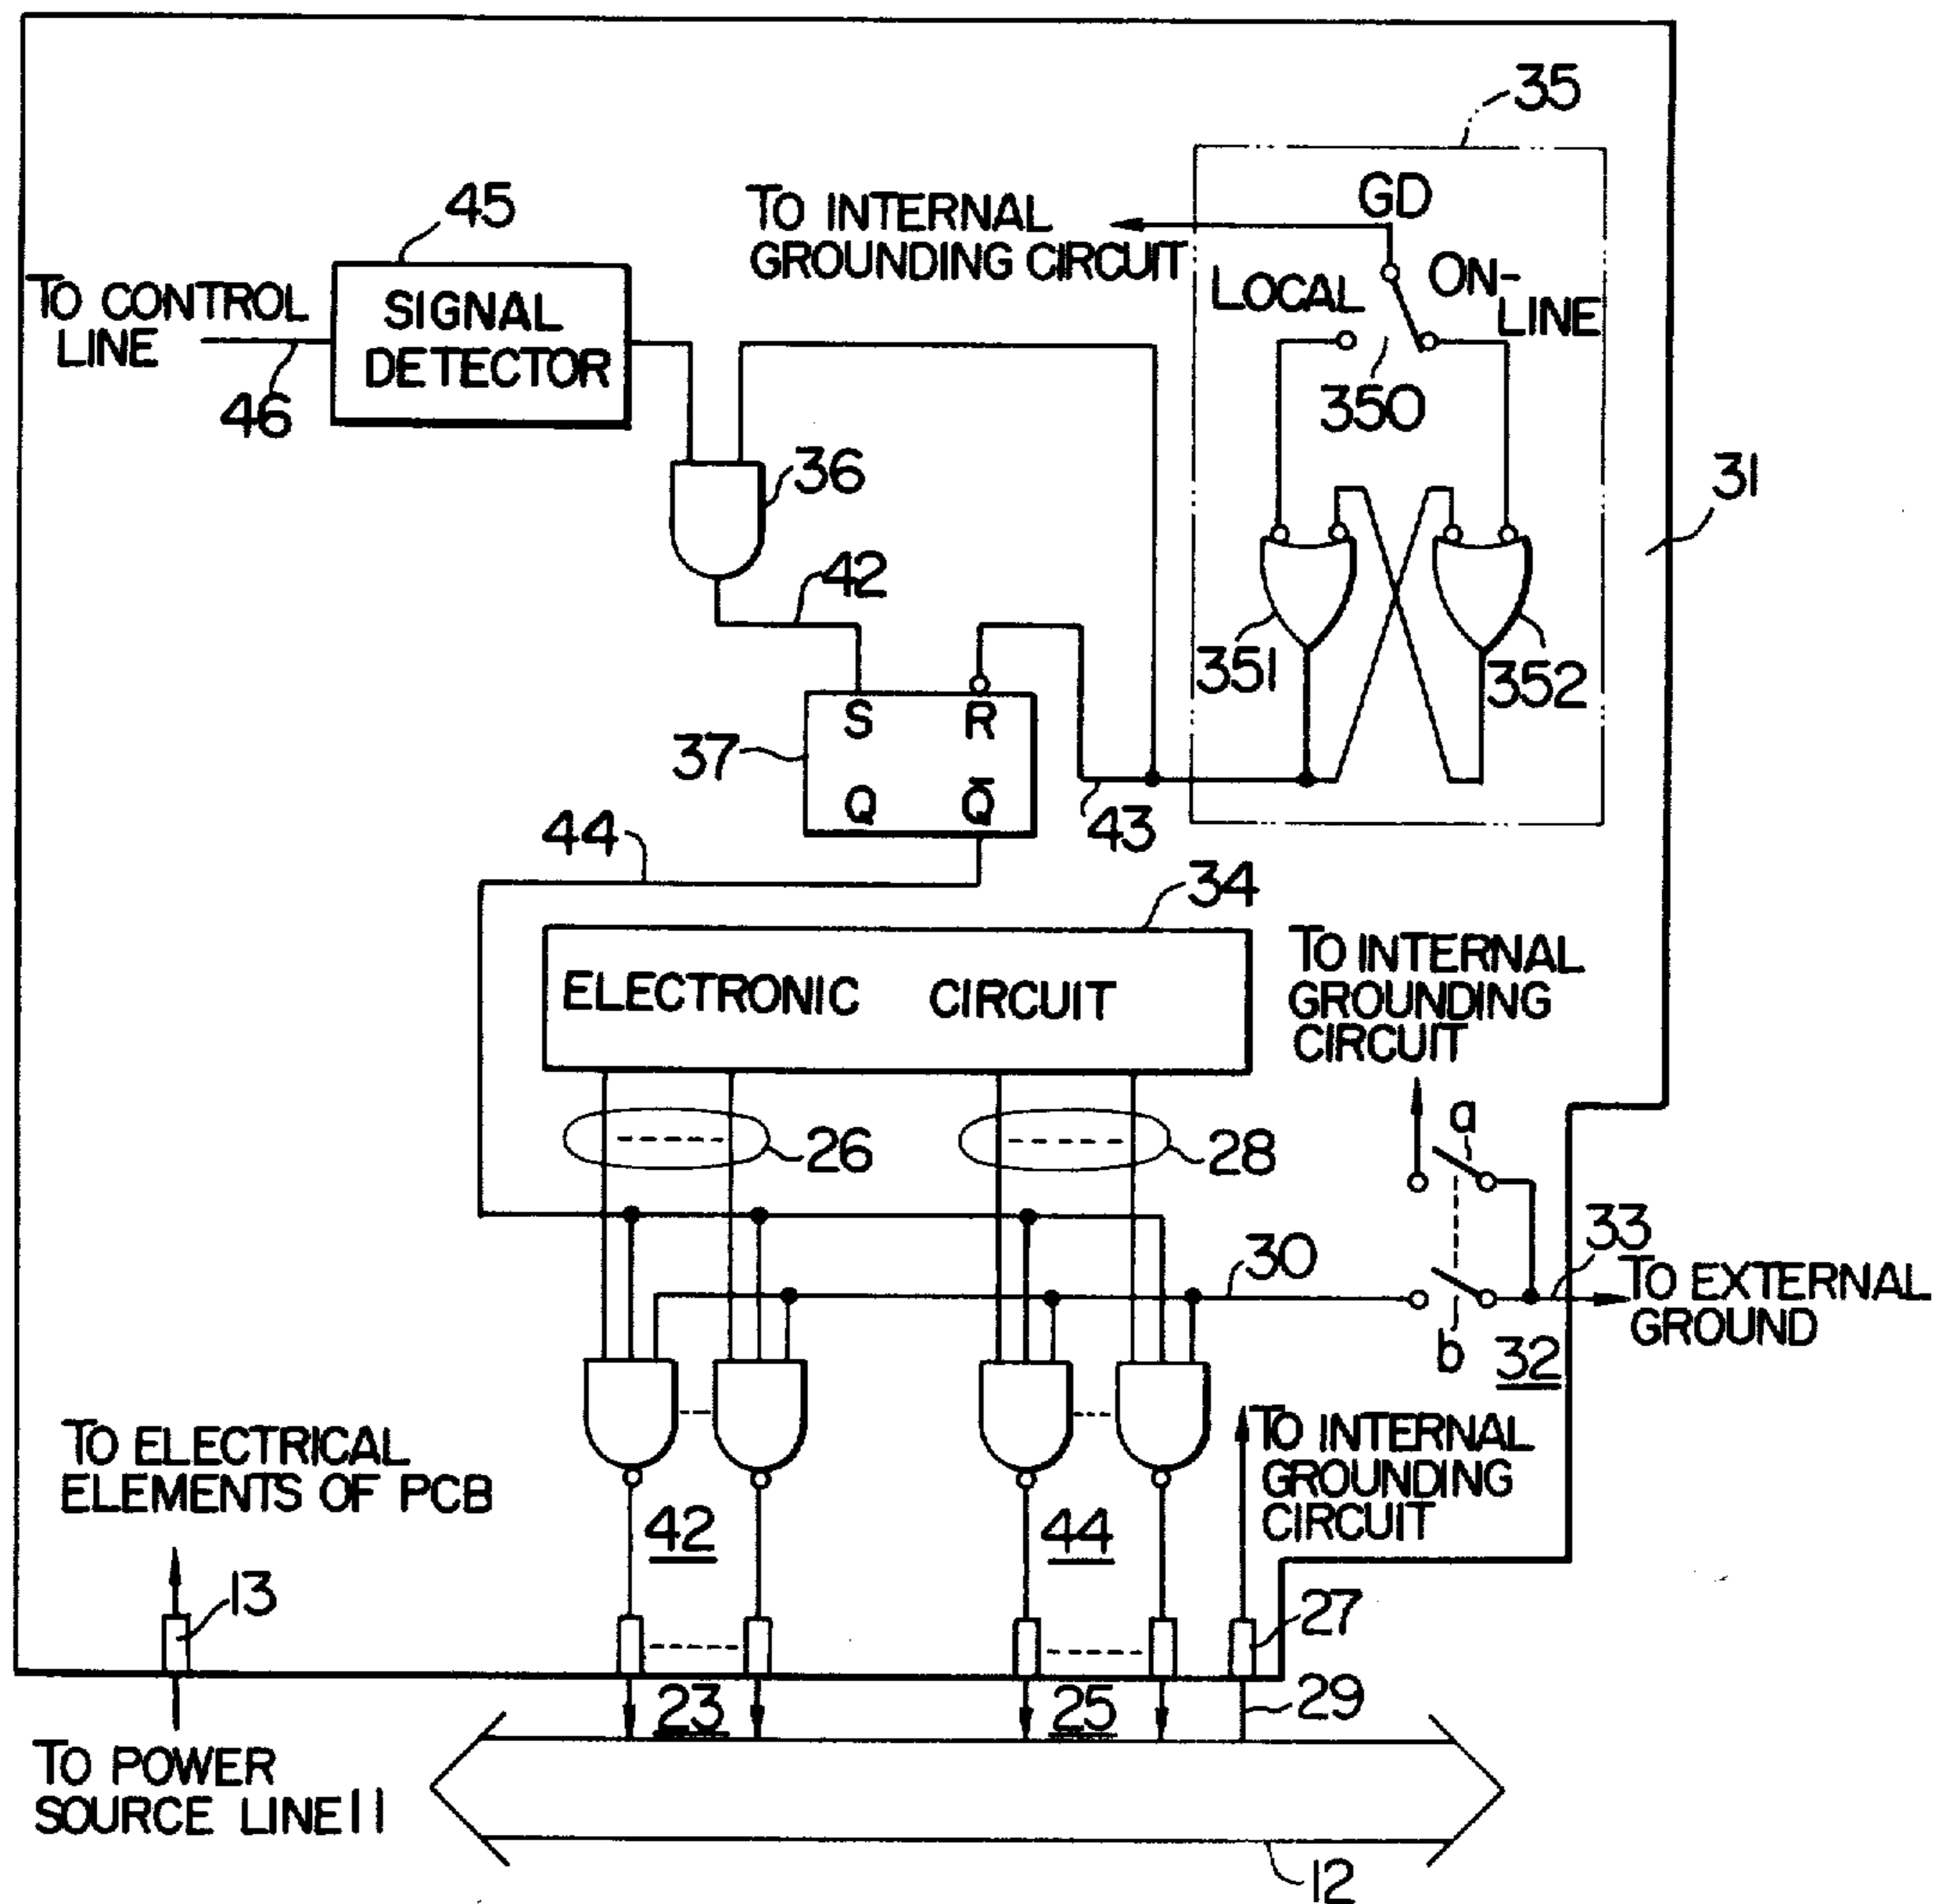 35
GD
TO INTERNAL
GROUNDING CIRCUIT
45
LOCAL
ON-
LINE
TO CONTROL
LINE
SIGNAL
DETECTOR
46
350
36
31
42
351
352
S R
37
Q Q̄
43
44
34
ELECTRONIC CIRCUIT
TO INTERNAL
GROUNDING
CIRCUIT
a
26
28
33
30
TO EXTERNAL
GROUND
b
32
TO ELECTRICAL
ELEMENTS OF PCB
TO INTERNAL
GROUNDING
CIRCUIT
42
44
13
27
23
25
29
TO POWER
SOURCE LINE 11
12